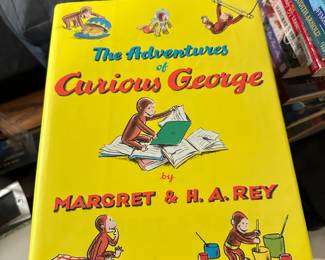 The Adventures
of
Curious George
by
MARGRET & H. A. REY